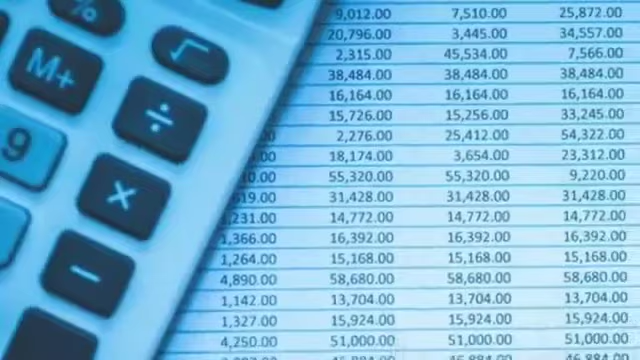 %
√
M+
÷
9
×
−
9,012.00 7,510.00 25,872.00
20,796.00 3,445.00 34,557.00
2,315.00 45,534.00 7,566.00
38,484.00 38,484.00 38,484.00
16,164.00 16,164.00 16,164.00
15,726.00 15,256.00 33,245.00
2,276.00 25,412.00 54,322.00
18,174.00 3,654.00 23,312.00
55,320.00 55,320.00 9,220.00
31,428.00 31,428.00 31,428.00
,231.00 14,772.00 14,772.00 14,772.00
1,366.00 16,392.00 16,392.00 16,392.00
1,264.00 15,168.00 15,168.00 15,168.00
4,890.00 58,680.00 58,680.00 58,680.00
1,142.00 13,704.00 13,704.00 13,704.00
1,327.00 15,924.00 15,924.00 15,924.00
4,250.00 51,000.00 51,000.00 51,000.00